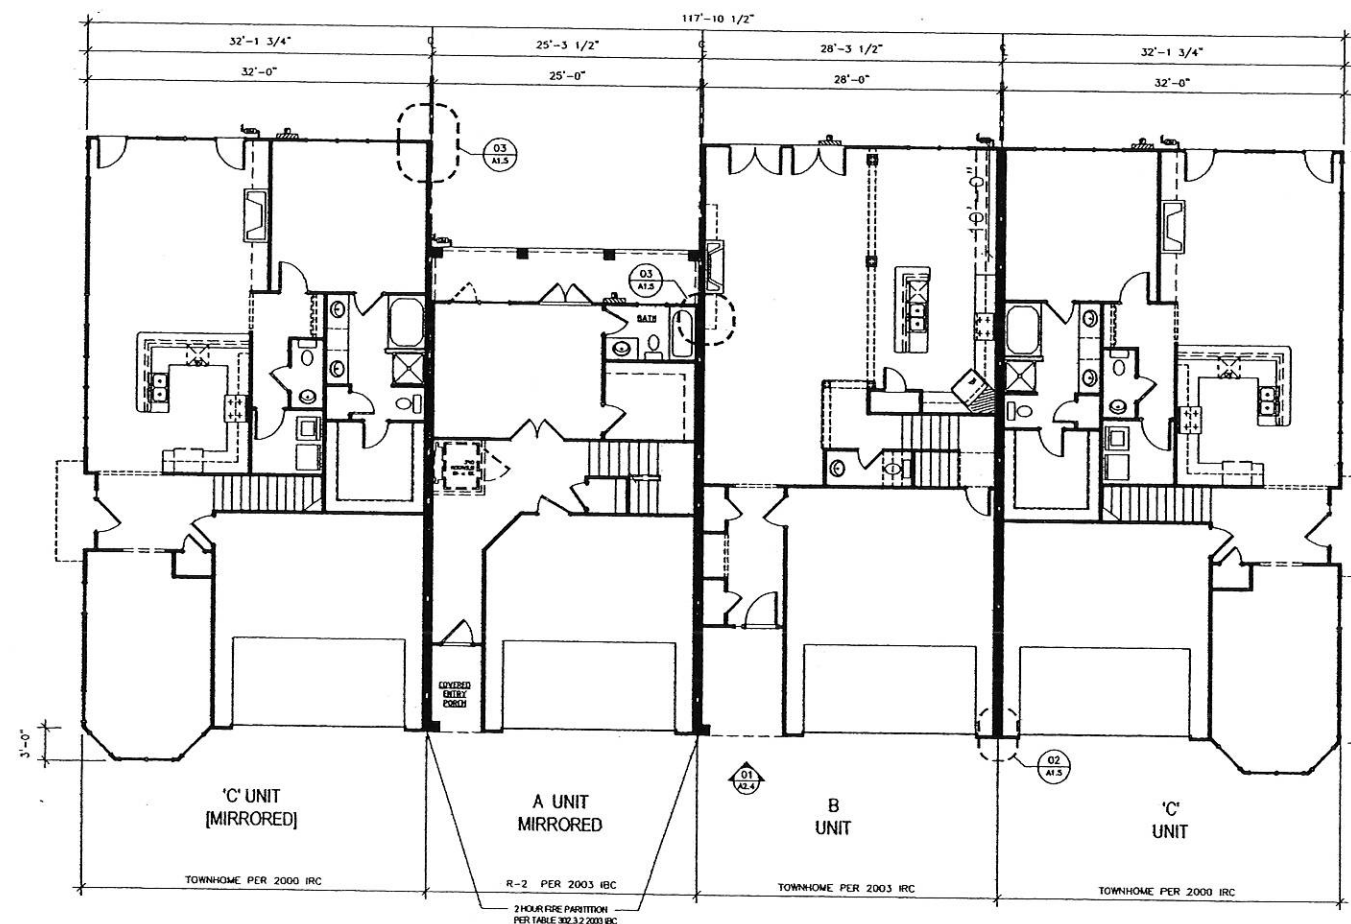 117'-10 1/2"
32'-1 3/4"
25'-3 1/2"
28'-3 1/2"
32'-1 3/4"
32'-0"
25'-0"
28'-0"
32'-0"
03
A1.5
03
A1.5
BATH
COVERED
ENTRY
PORCH
3'-0"
01
A2.4
02
A1.5
'C' UNIT
[MIRRORED]
A UNIT
MIRRORED
B
UNIT
'C'
UNIT
TOWNHOME PER 2000 IRC
R-2 PER 2003 IBC
TOWNHOME PER 2003 IRC
TOWNHOME PER 2000 IRC
2 HOUR FIRE PARTITION
PER TABLE 302.3.2 2003 IBC